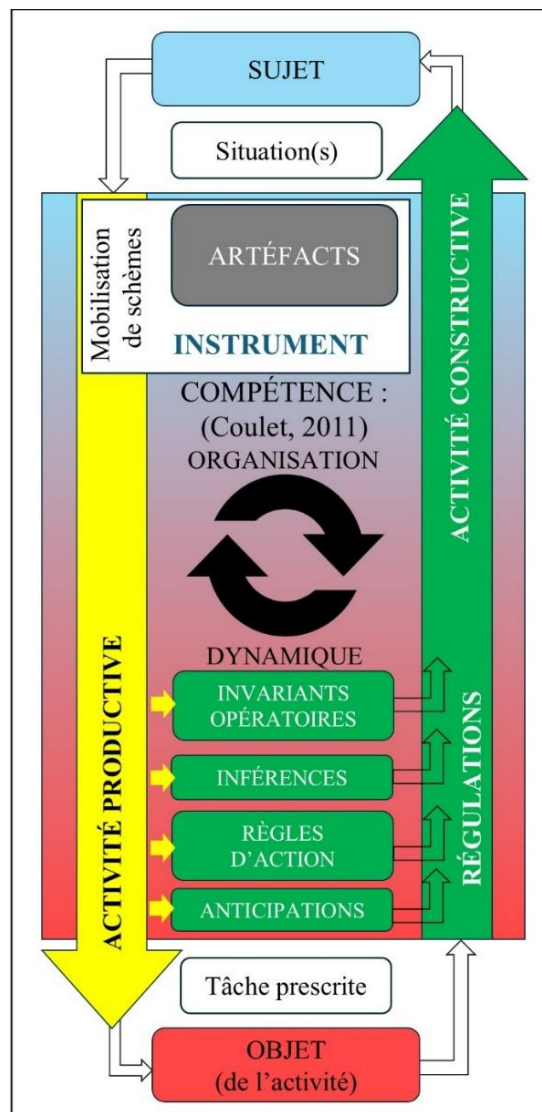 SUJET
Situation(s)
Mobilisation
de schèmes
ARTÉFACTS
INSTRUMENT
COMPÉTENCE :
(Coulet, 2011)
ORGANISATION
DYNAMIQUE
INVARIANTS
OPÉRATOIRES
INFÉRENCES
RÈGLES
D’ACTION
ANTICIPATIONS
ACTIVITÉ PRODUCTIVE
ACTIVITÉ CONSTRUCTIVE
RÉGULATIONS
Tâche prescrite
OBJET
(de l’activité)